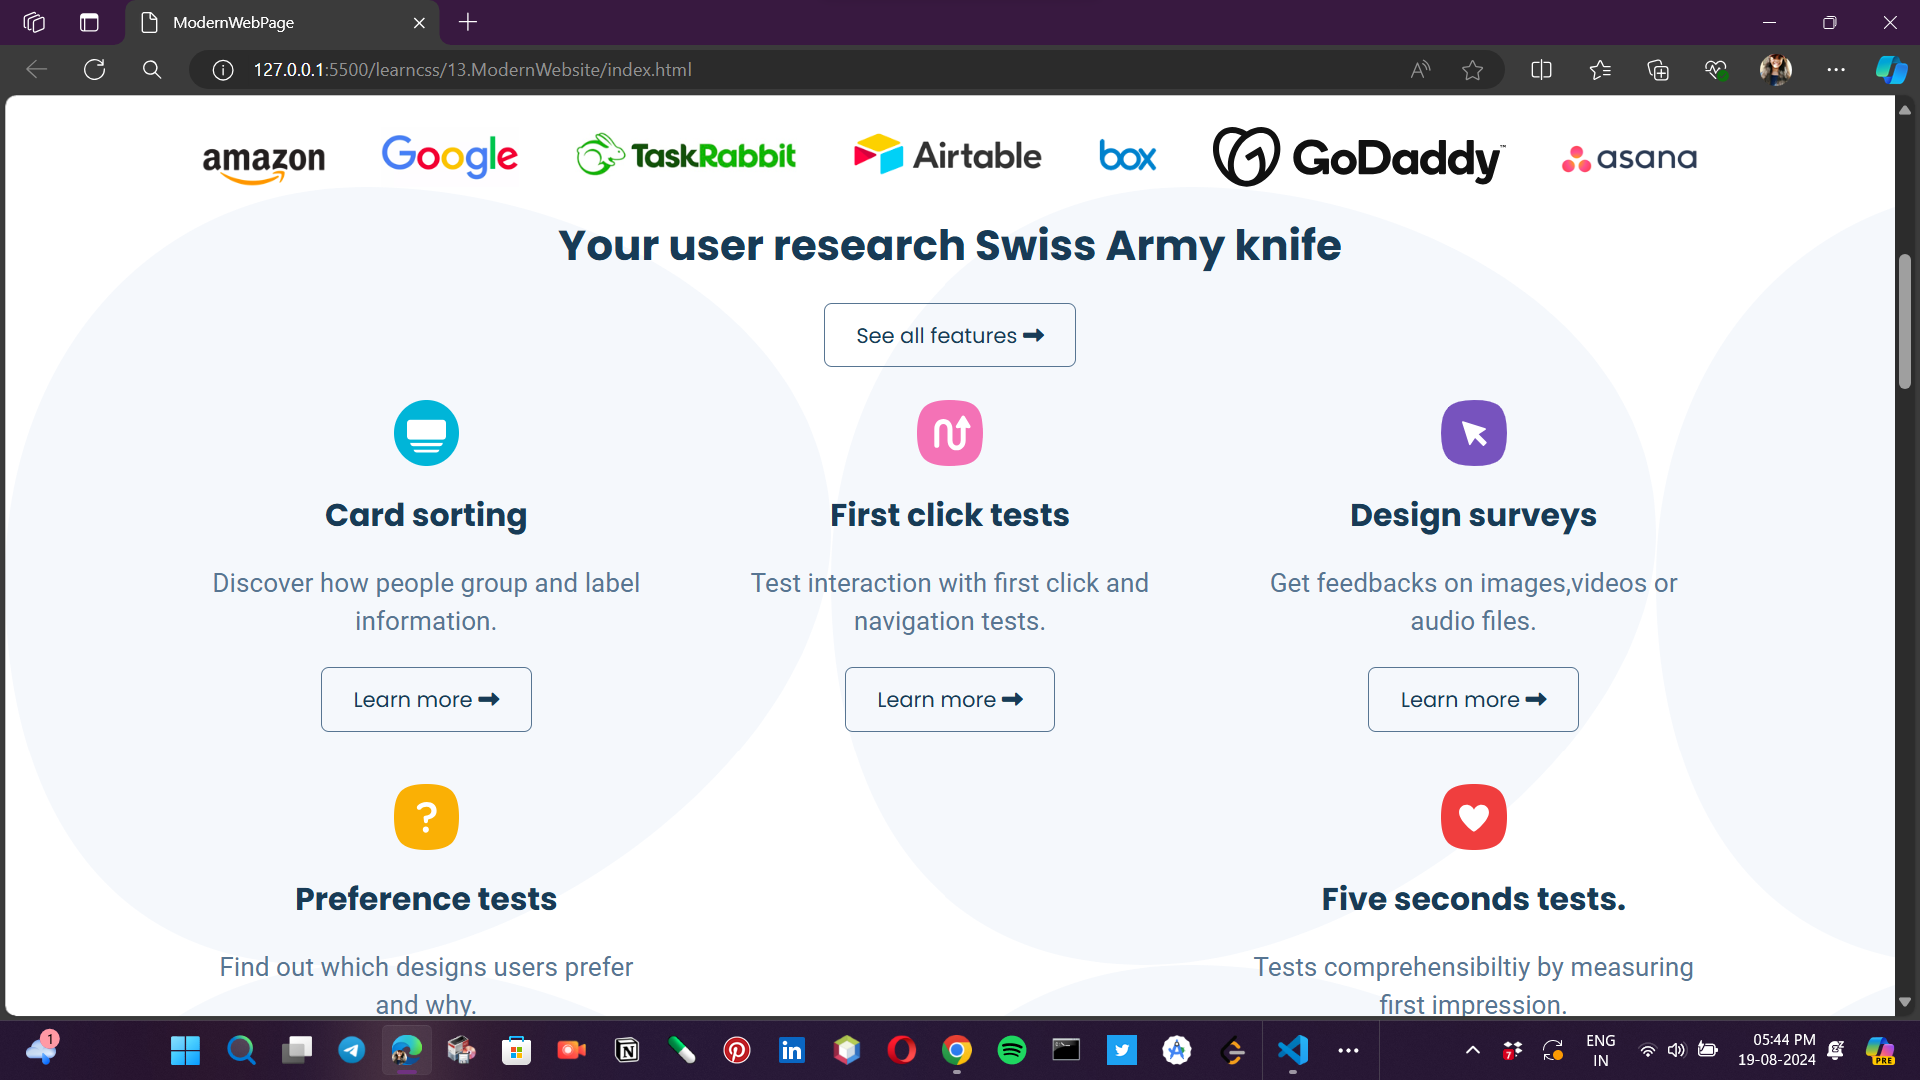 ModernWebPage
127.0.0.1:5500/learncss/13.ModernWebsite/index.html
amazon Google TaskRabbit Airtable box GoDaddy™ asana
Your user research Swiss Army knife
See all features
Card sorting
First click tests
Design surveys
Discover how people group and label
information.
Test interaction with first click and
navigation tests.
Get feedbacks on images,videos or
audio files.
Learn more
Learn more
Learn more
?
Preference tests
Five seconds tests.
Find out which designs users prefer
and why.
Tests comprehensibiltiy by measuring
first impression.
1
7
ENG
IN
05:44 PM
19-08-2024
PRE